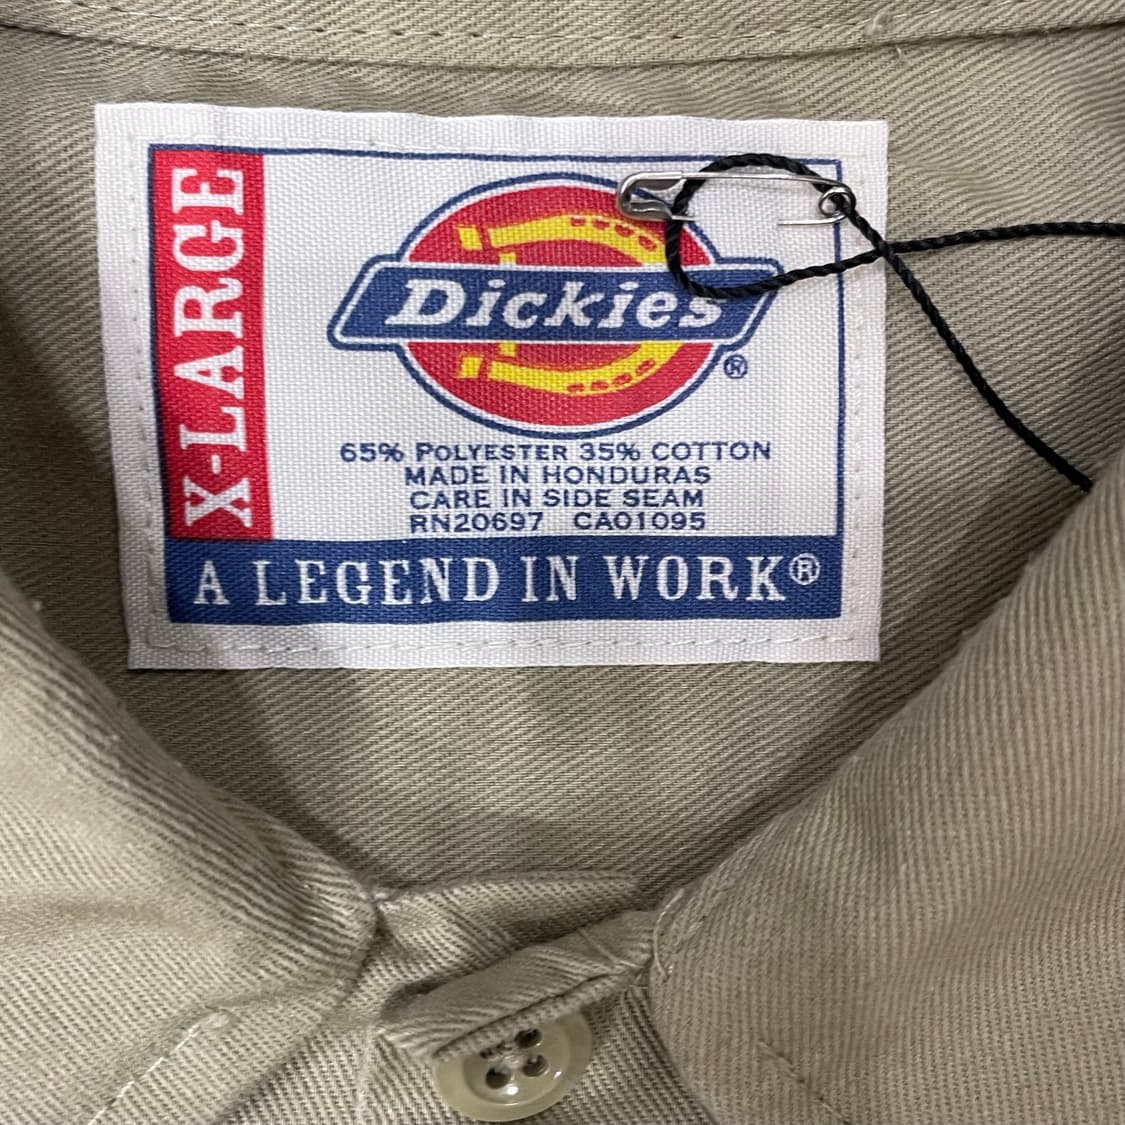 X-LARGE
Dickies®
65% POLYESTER 35% COTTON
MADE IN HONDURAS
CARE IN SIDE SEAM
RN20697 CA01095
A LEGEND IN WORK®